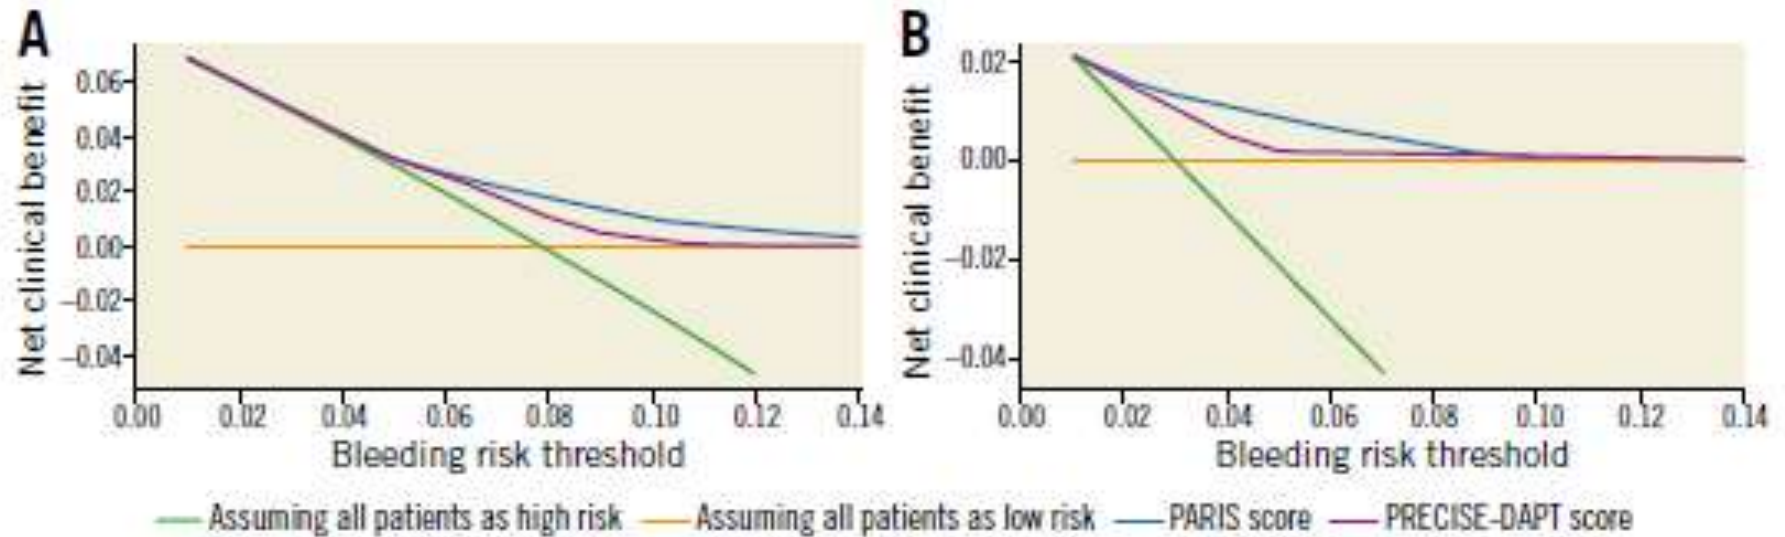 A
Net clinical benefit
0.06
0.04
0.02
0.00
–0.02
–0.04
0.00 0.02 0.04 0.06 0.08 0.10 0.12 0.14
Bleeding risk threshold
B
Net clinical benefit
0.02
0.00
–0.02
–0.04
0.00 0.02 0.04 0.06 0.08 0.10 0.12 0.14
Bleeding risk threshold
Assuming all patients as high risk Assuming all patients as low risk PARIS score PRECISE-DAPT score